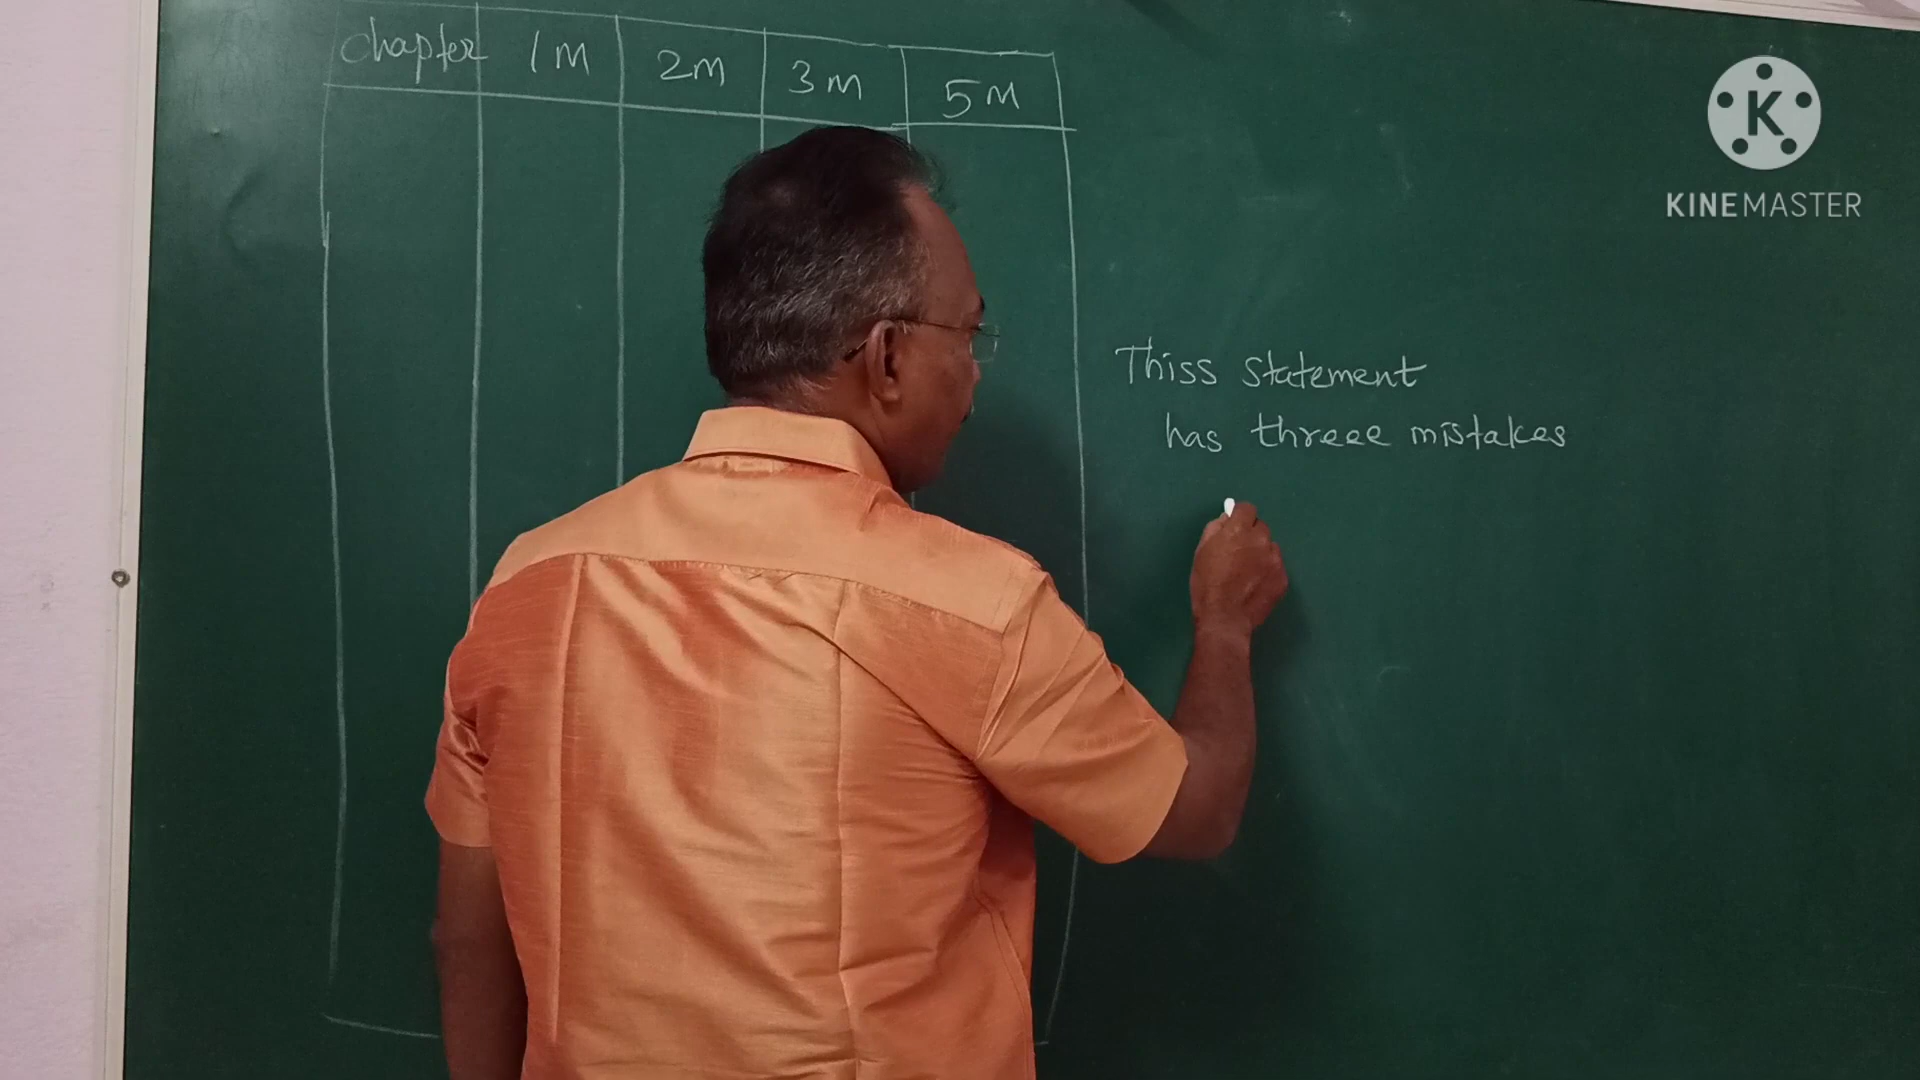 chapter 1M 2M 3M 5M
Thiss statement
has threee mistakes
K
KINEMASTER